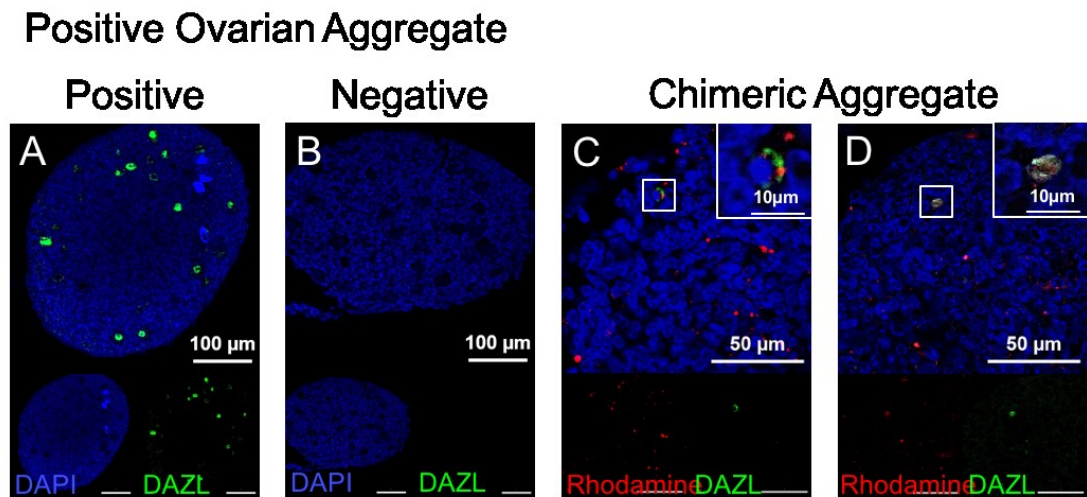 Positive Ovarian Aggregate
Positive Negative Chimeric Aggregate
A B C D
10μm 10μm
100 μm 100 μm 50 μm 50 μm
DAPI DAZL DAPI DAZL Rhodamine DAZL Rhodamine DAZL